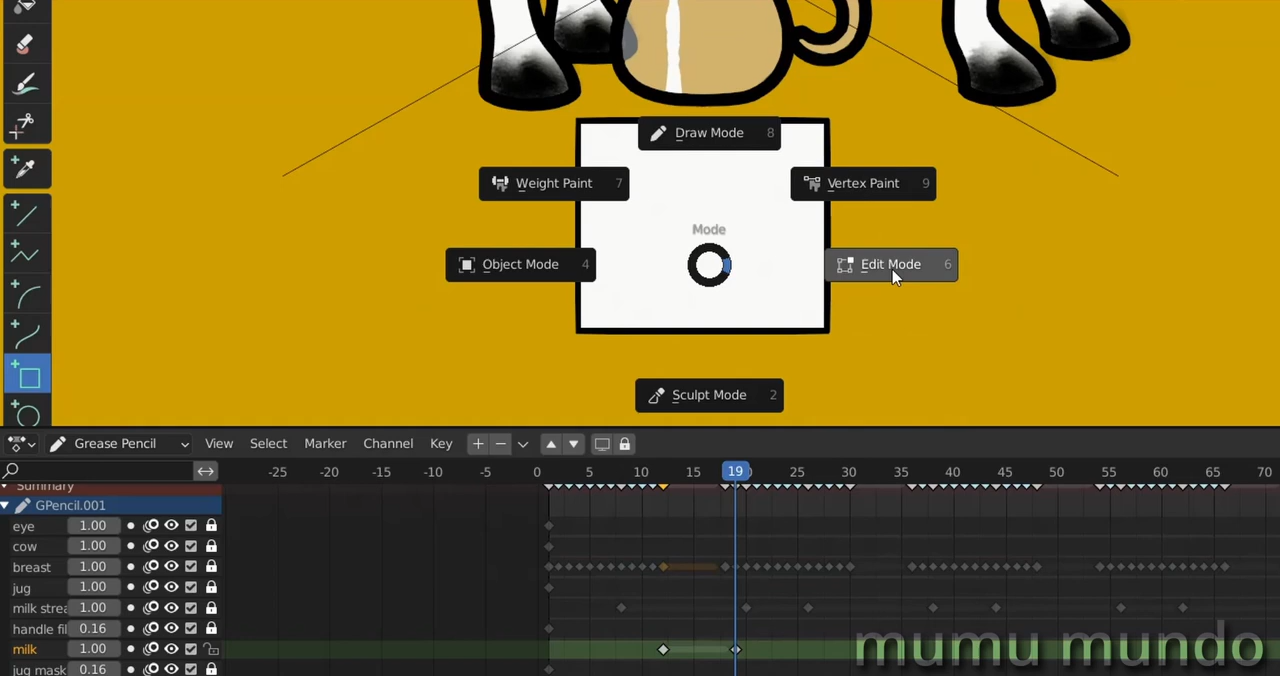 Draw Mode 8
Weight Paint 7
Vertex Paint 9
Mode
Object Mode 4
Edit Mode 6
Sculpt Mode 2
Grease Pencil View Select Marker Channel Key
-25 -20 -15 -10 -5 0 5 10 15 19 25 30 35 40 45 50 55 60 65 70
Summary
GPencil.001
eye 1.00
cow 1.00
breast 1.00
jug 1.00
milk strea 1.00
handle fil 0.16
milk 1.00
jug mask 0.16
mumu mundo